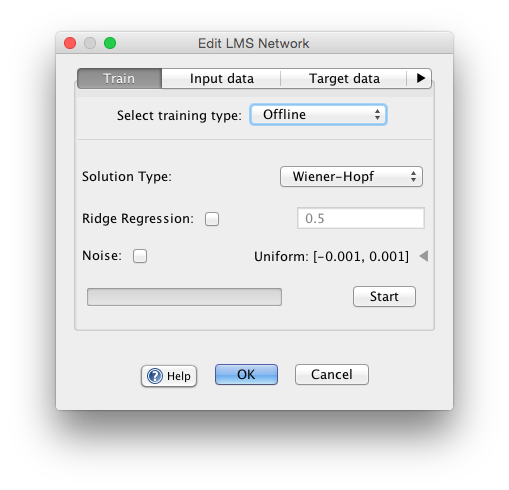 Edit LMS Network
Train Input data Target data
Select training type: Offline
Solution Type: Wiener-Hopf
Ridge Regression: 0.5
Noise: Uniform: [-0.001, 0.001]
Start
? Help OK Cancel